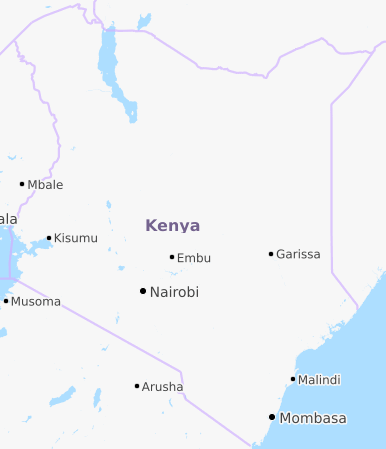 Mbale
ala
Kenya
Kisumu
Embu
Garissa
Nairobi
Musoma
Malindi
Arusha
Mombasa